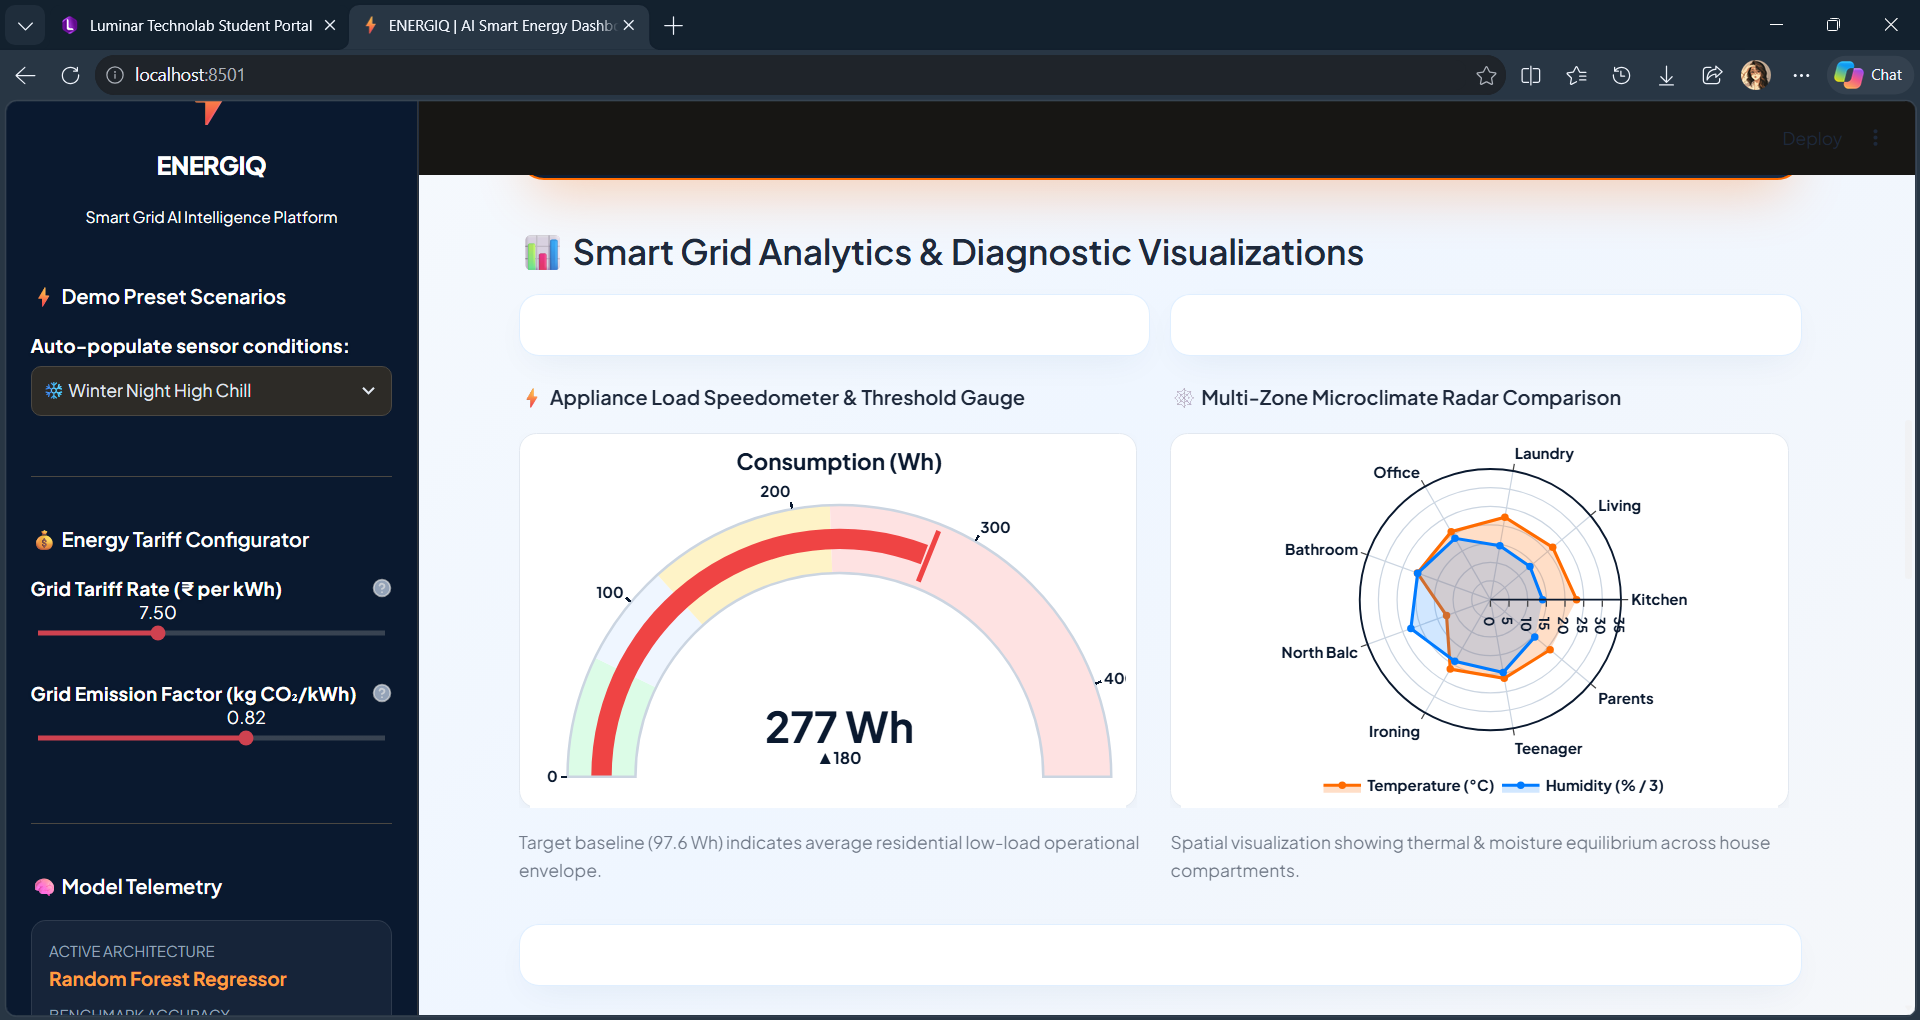 Luminar Technolab Student Portal
ENERGIQ | AI Smart Energy Dashb
localhost:8501
Chat
ENERGIQ
Smart Grid AI Intelligence Platform
Demo Preset Scenarios
Auto-populate sensor conditions:
Winter Night High Chill
Energy Tariff Configurator
Grid Tariff Rate (₹ per kWh)
?
7.50
Grid Emission Factor (kg CO₂/kWh)
?
0.82
Model Telemetry
ACTIVE ARCHITECTURE
Random Forest Regressor
BENCHMARK ACCURACY
Deploy
Smart Grid Analytics & Diagnostic Visualizations
Appliance Load Speedometer & Threshold Gauge
Consumption (Wh)
0
100
200
300
40
277 Wh
▲180
Target baseline (97.6 Wh) indicates average residential low-load operational
envelope.
Multi-Zone Microclimate Radar Comparison
Laundry
Office
Living
Bathroom
Kitchen
0 5 10 15 20 25 30 35
North Balc
Parents
Ironing
Teenager
Temperature (°C) Humidity (% / 3)
Spatial visualization showing thermal & moisture equilibrium across house
compartments.